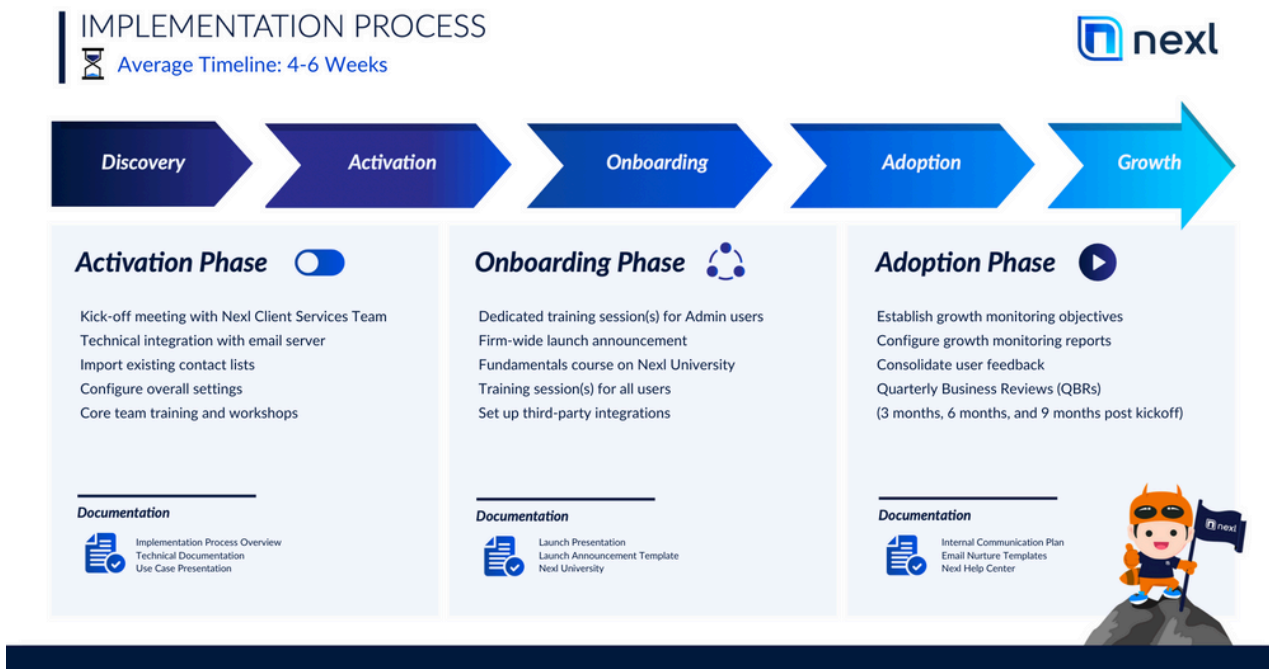 IMPLEMENTATION PROCESS
Average Timeline: 4-6 Weeks
nexl
Discovery
Activation
Onboarding
Adoption
Growth
Activation Phase
Kick-off meeting with Nexl Client Services Team
Technical integration with email server
Import existing contact lists
Configure overall settings
Core team training and workshops
Documentation
Implementation Process Overview
Technical Documentation
Use Case Presentation
Onboarding Phase
Dedicated training session(s) for Admin users
Firm-wide launch announcement
Fundamentals course on Nexl University
Training session(s) for all users
Set up third-party integrations
Documentation
Launch Presentation
Launch Announcement Template
Nexl University
Adoption Phase
Establish growth monitoring objectives
Configure growth monitoring reports
Consolidate user feedback
Quarterly Business Reviews (QBRs)
(3 months, 6 months, and 9 months post kickoff)
Documentation
Internal Communication Plan
Email Nurture Templates
Nexl Help Center
nexl